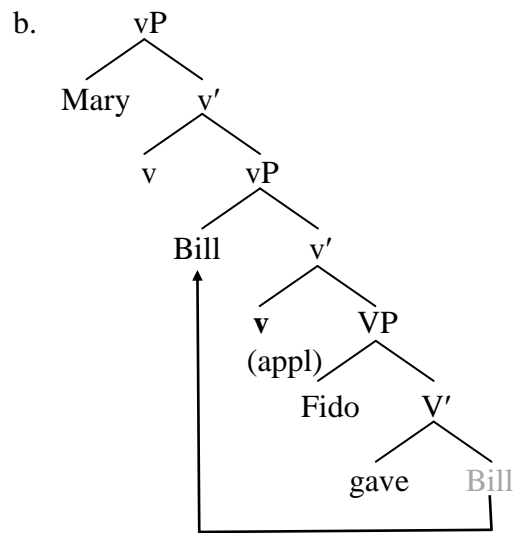 b.
vP
Mary v′
v vP
Bill v′
v VP
(appl)
Fido V′
gave Bill